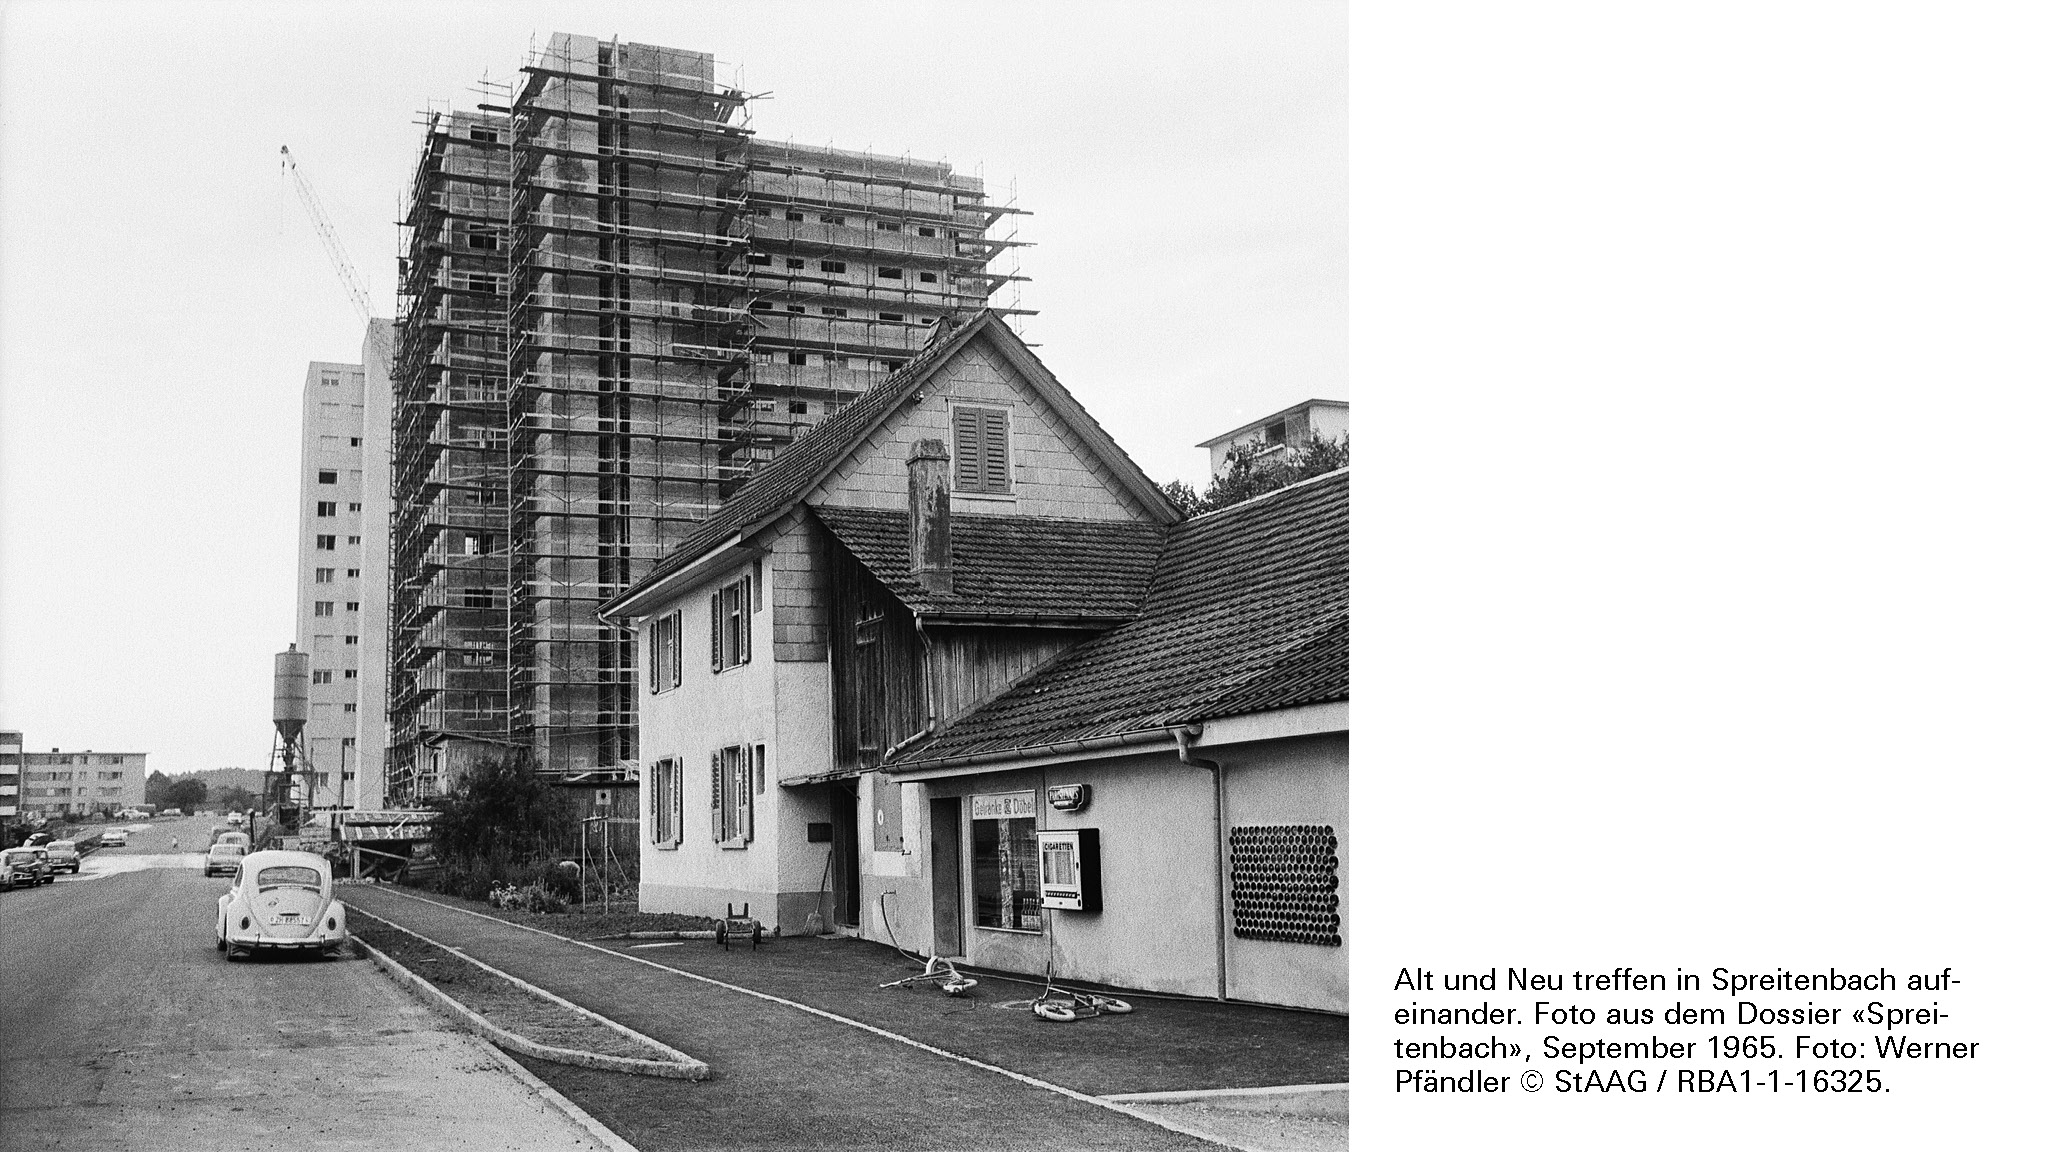 Getränke
CIGARETTEN
Alt und Neu treffen in Spreitenbach auf-
einander. Foto aus dem Dossier «Sprei-
tenbach», September 1965. Foto: Werner
Pfändler © StAAG / RBA1-1-16325.